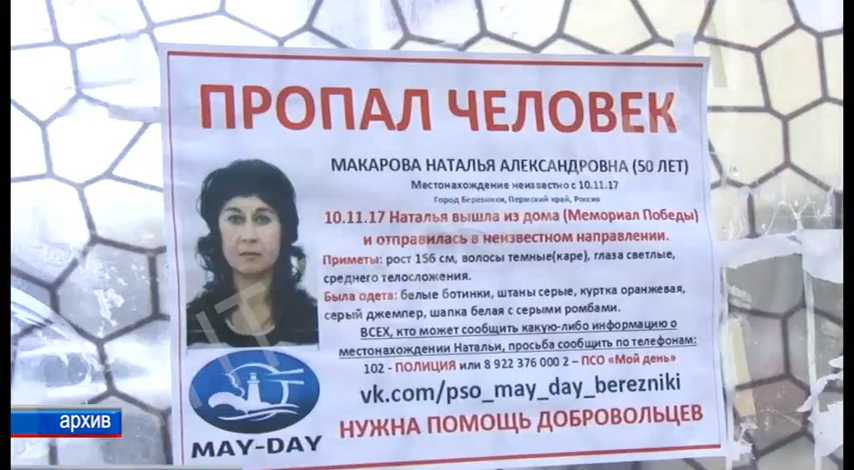 ПРОПАЛ ЧЕЛОВЕК
МАКАРОВА НАТАЛЬЯ АЛЕКСАНДРОВНА (50 ЛЕТ)
Местонахождение неизвестно с 10.11.17
Город Березники, Пермский край, Россия
10.11.17 Наталья вышла из дома (Мемориал Победы)
и отправилась в неизвестном направлении.
Приметы: рост 156 см, волосы темные(каре), глаза светлые,
среднего телосложения.
Была одета: белые ботинки, штаны серые, куртка оранжевая,
серый джемпер, шапка белая с серыми ромбами.
ВСЕХ, кто может сообщить какую-либо информацию о
местонахождении Натальи, просьба сообщить по телефонам:
102 - ПОЛИЦИЯ или 8 922 376 000 2 – ПСО «Мой день»
vk.com/pso_may_day_berezniki
НУЖНА ПОМОЩЬ ДОБРОВОЛЬЦЕВ
MAY-DAY
архив